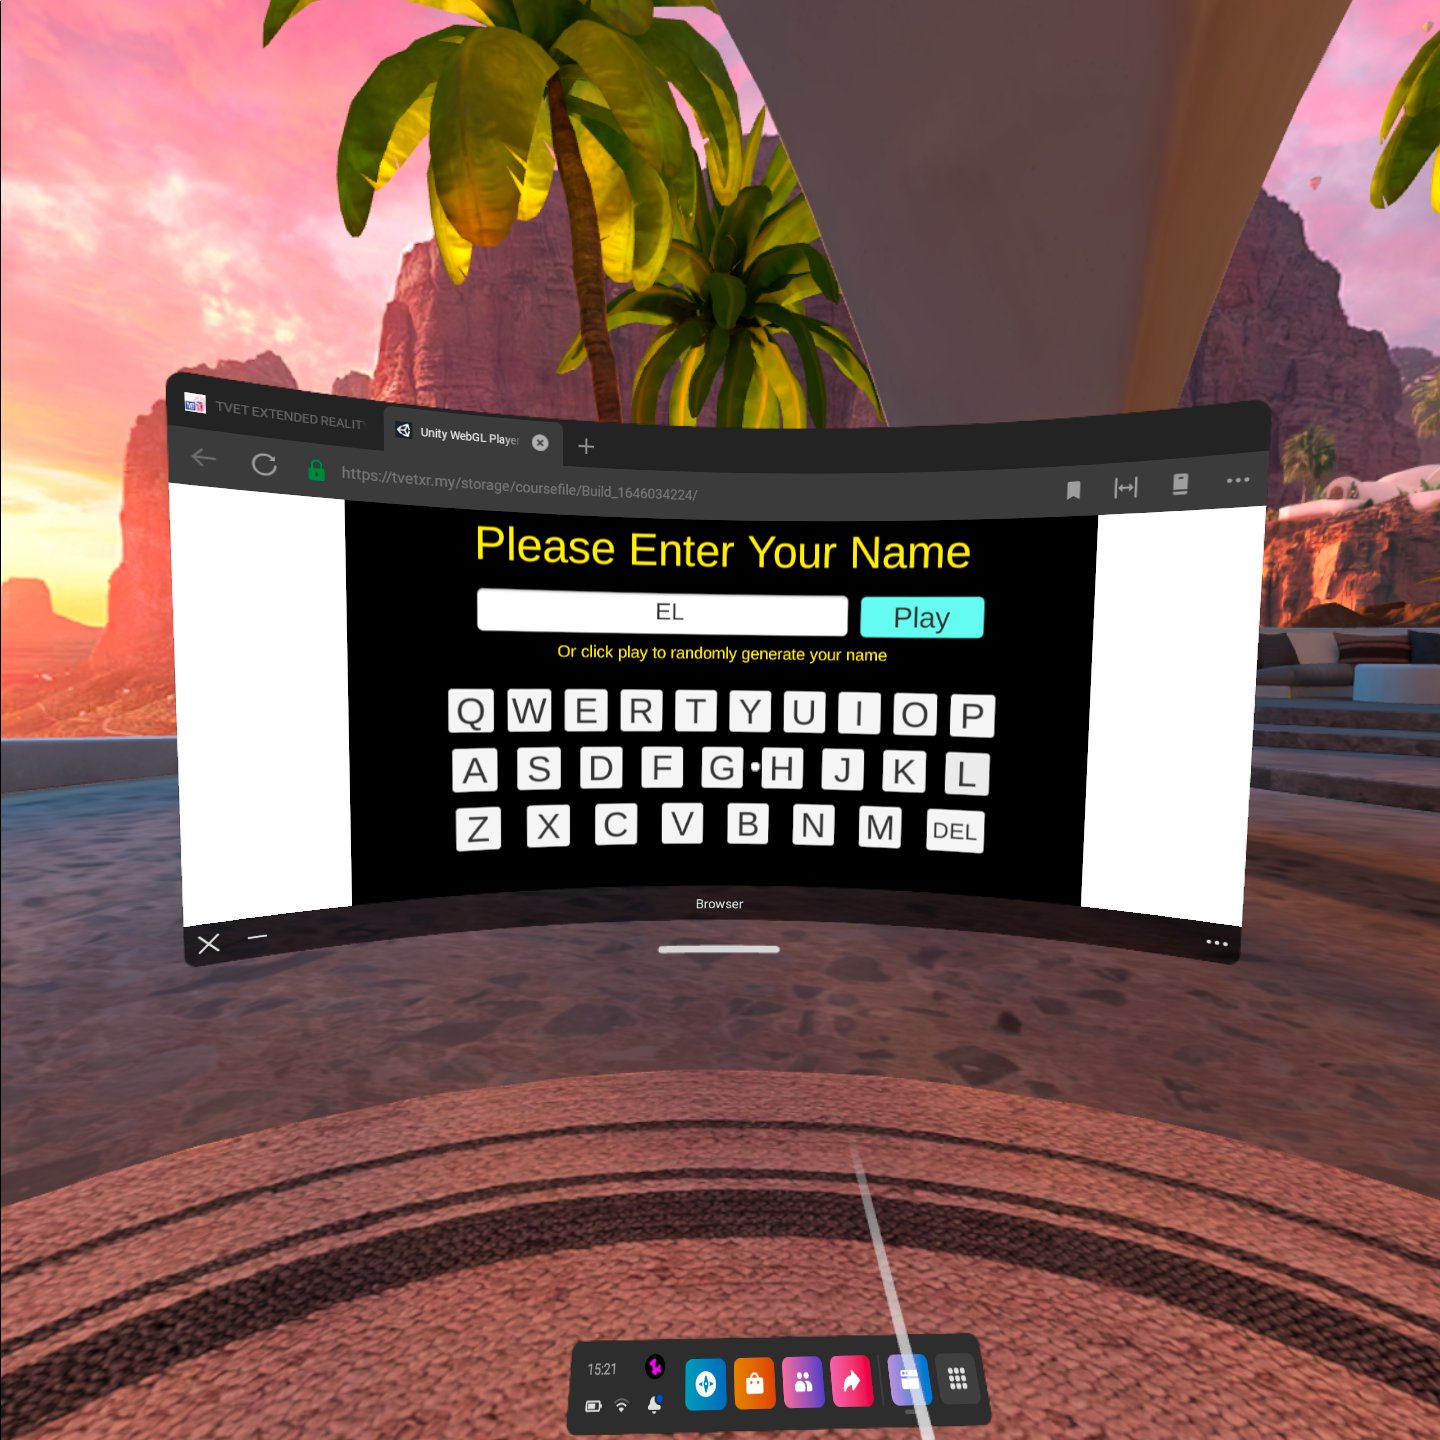 TVET EXTENDED REALIT
Unity WebGL Player
https://tvetxr.my/storage/coursefile/Build_1646034224/
Please Enter Your Name
EL
Play
Or click play to randomly generate your name
Q W E R T Y U I O P
A S D F G H J K L
Z X C V B N M DEL
Browser
15:21